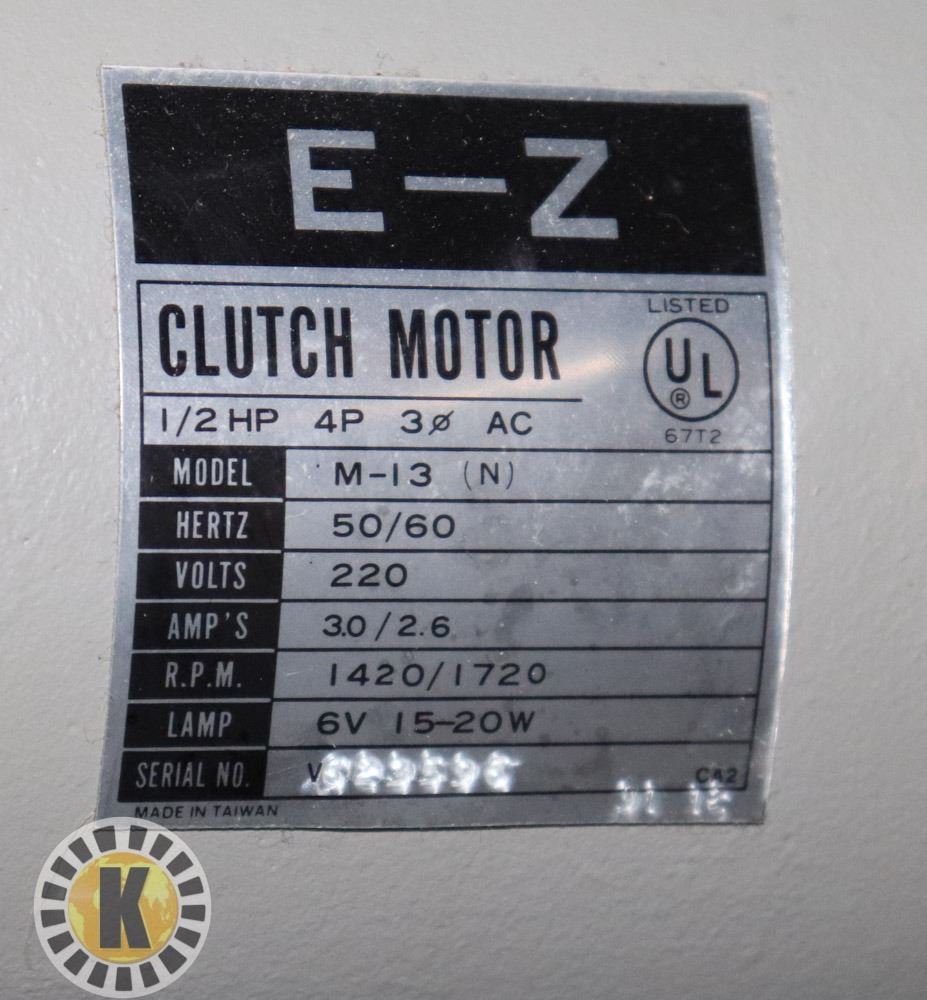 E-Z
CLUTCH MOTOR
LISTED
UL
®
67T2
1/2 HP 4P 3ø AC
MODEL M-13 (N)
HERTZ 50/60
VOLTS 220
AMP'S 3.0/2.6
R.P.M. 1420/1720
LAMP 6V 15-20W
SERIAL NO. V
C42
MADE IN TAIWAN
K